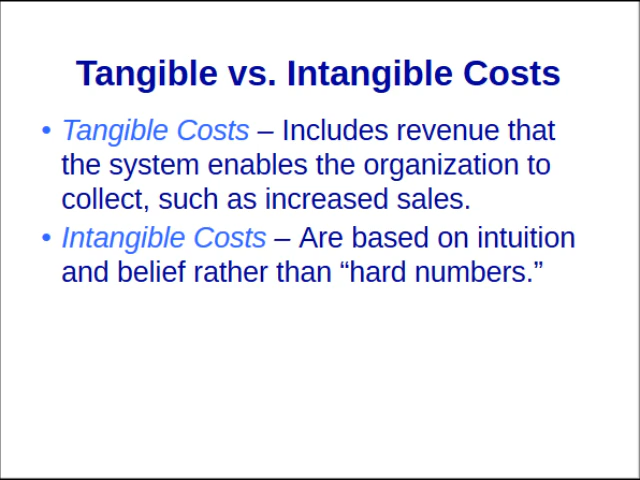 Tangible vs. Intangible Costs
• Tangible Costs – Includes revenue that
the system enables the organization to
collect, such as increased sales.
• Intangible Costs – Are based on intuition
and belief rather than “hard numbers.”